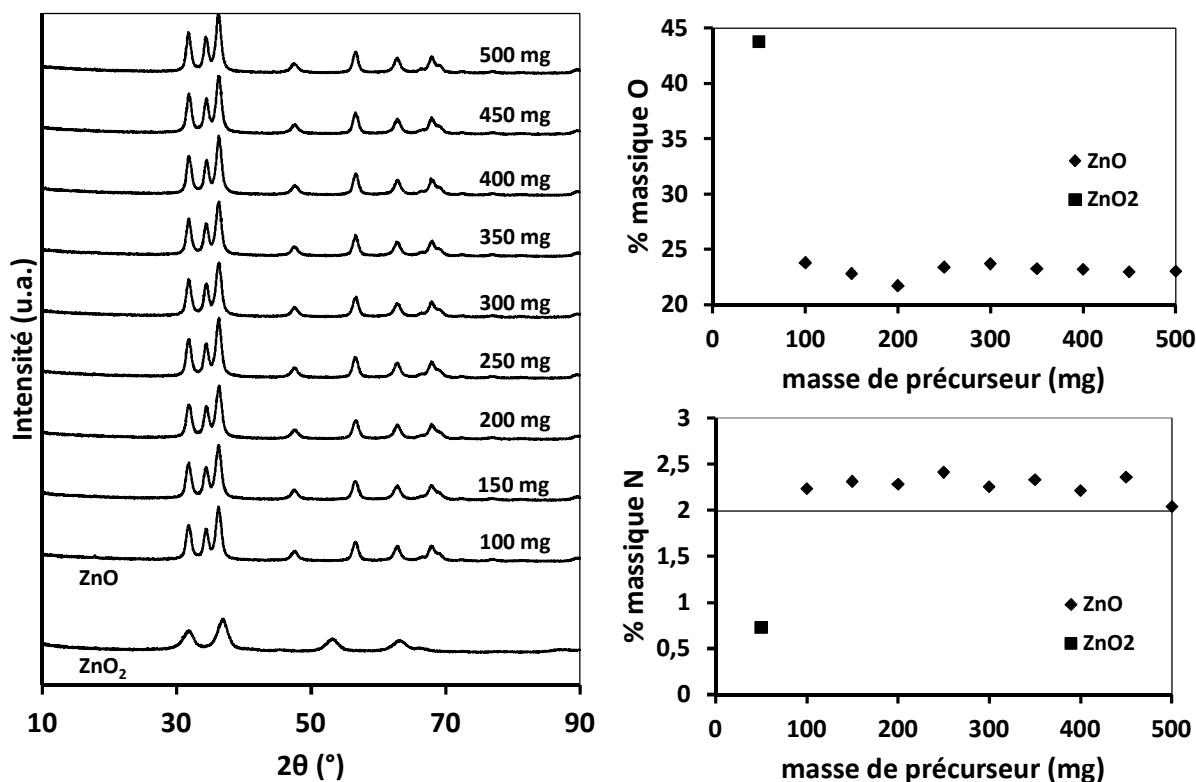 Intensité (u.a.)
500 mg
450 mg
400 mg
350 mg
300 mg
250 mg
200 mg
150 mg
100 mg
ZnO
ZnO₂
10 30 50 70 90
2θ (°)
% massique O
45
40
35
30
25
20
ZnO
ZnO2
0 100 200 300 400 500
masse de précurseur (mg)
% massique N
3
2,5
2
1,5
1
0,5
0
ZnO
ZnO2
0 100 200 300 400 500
masse de précurseur (mg)